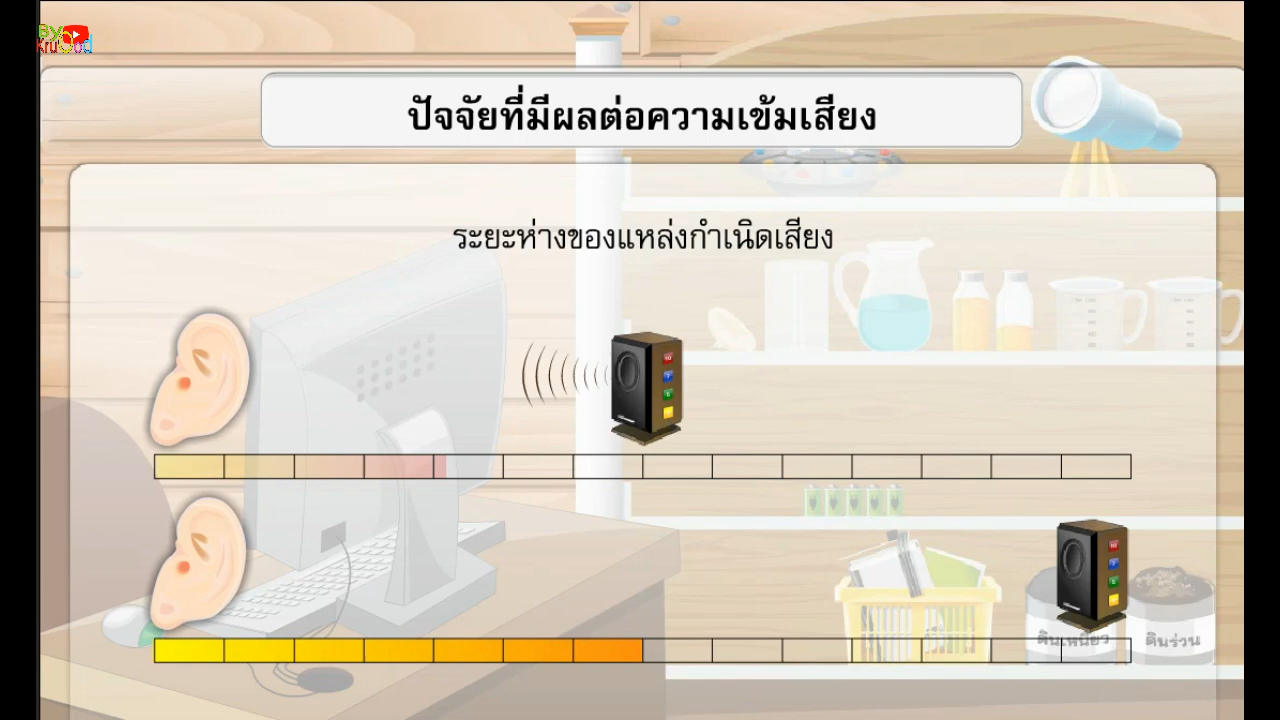 By
KruOod
ปัจจัยที่มีผลต่อความเข้มเสียง
ระยะห่างของแหล่งกำเนิดเสียง
ดินเหนียว
ดินร่วน